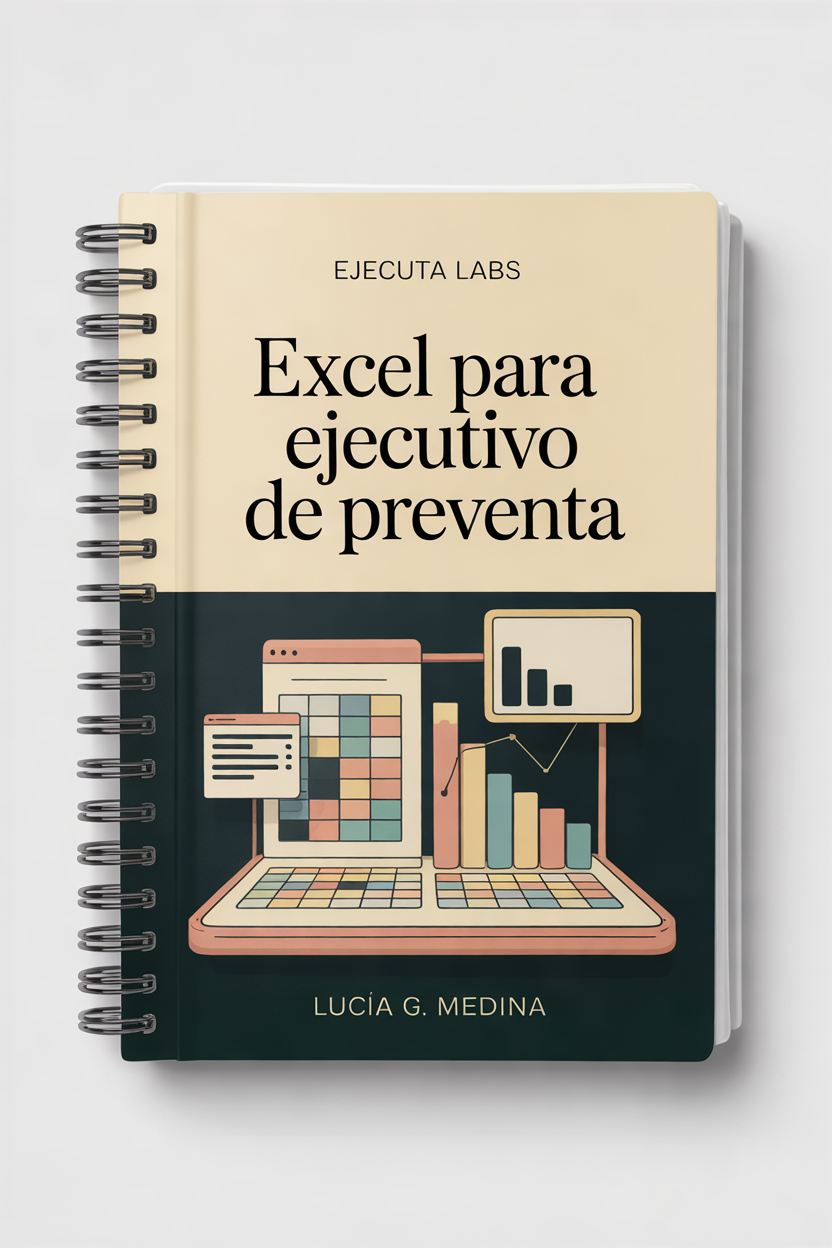 EJECUTA LABS
Excel para
ejecutivo
de preventa
LUCÍA G. MEDINA